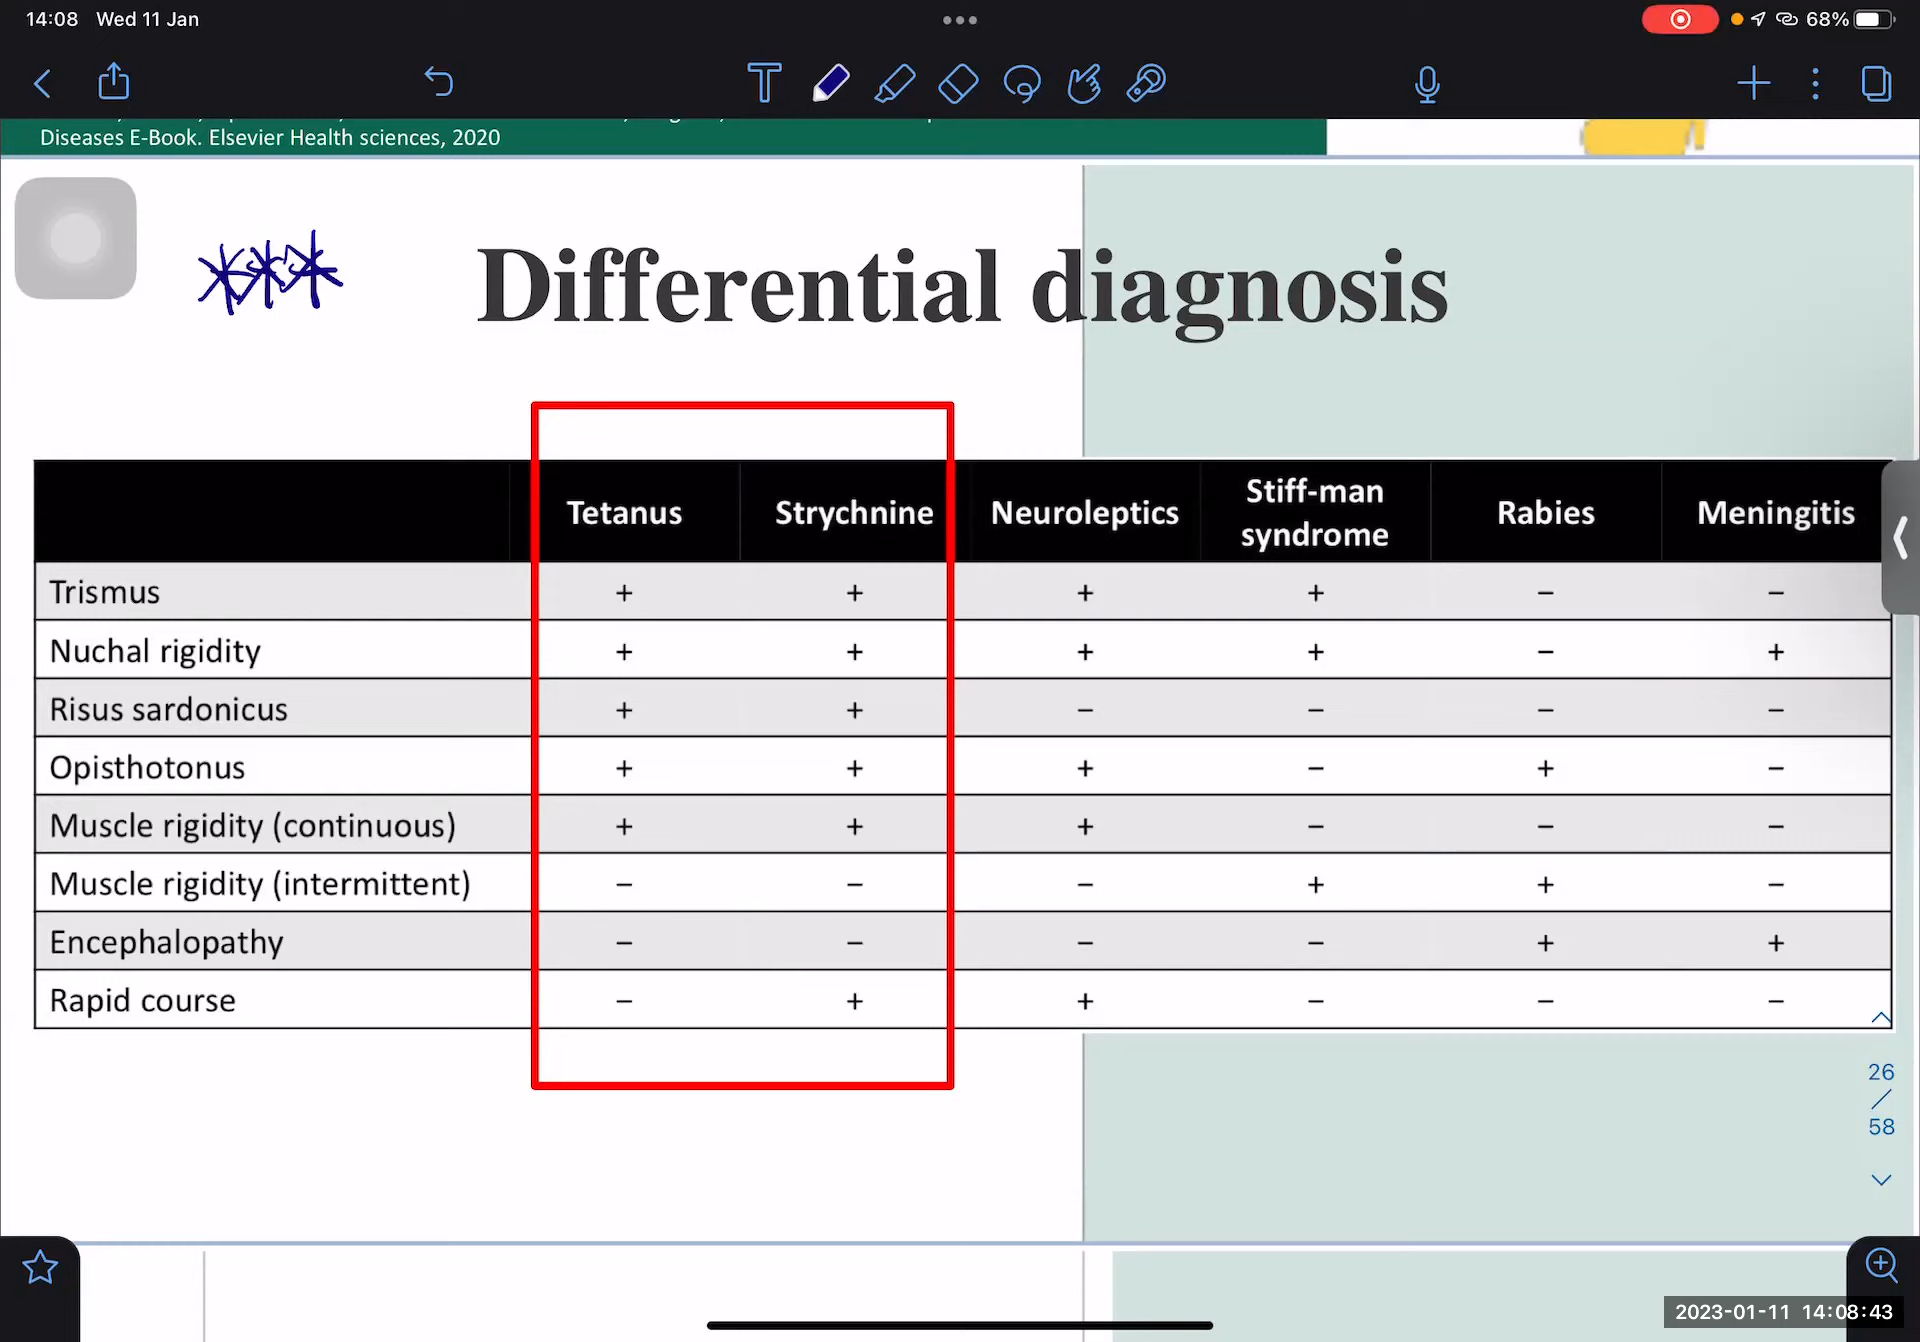 14:08 Wed 11 Jan
68%
Diseases E-Book. Elsevier Health sciences, 2020
Differential diagnosis
Tetanus Strychnine Neuroleptics Stiff-man syndrome Rabies Meningitis
Trismus + + + + – –
Nuchal rigidity + + + + – +
Risus sardonicus + + – – – –
Opisthotonus + + + – + –
Muscle rigidity (continuous) + + + – – –
Muscle rigidity (intermittent) – – – + + –
Encephalopathy – – – – + +
Rapid course – + + – – –
26
/
58
2023-01-11 14:08:43